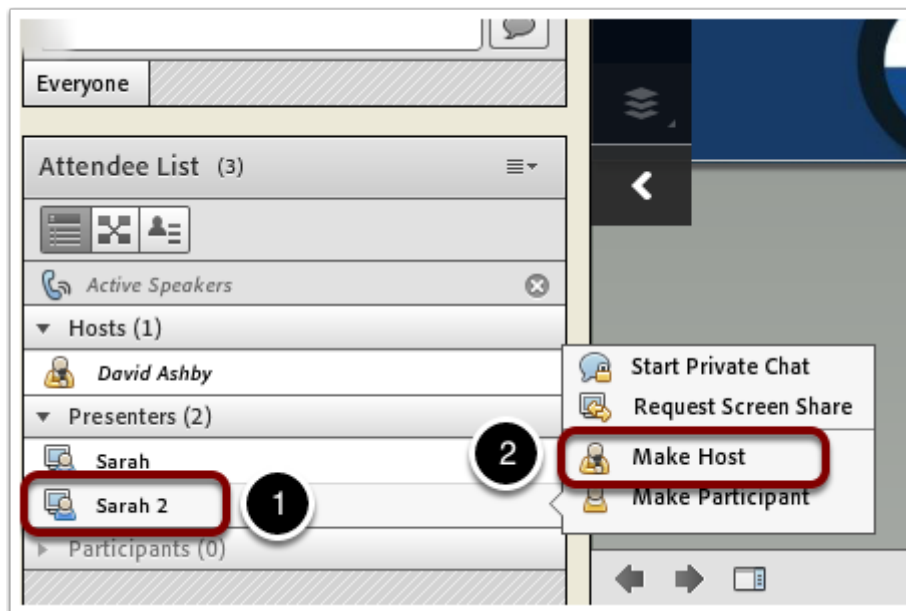 Everyone
Attendee List (3)
Active Speakers
Hosts (1)
David Ashby
Start Private Chat
Presenters (2)
Request Screen Share
Sarah
2
Make Host
Sarah 2
1
Make Participant
Participants (0)